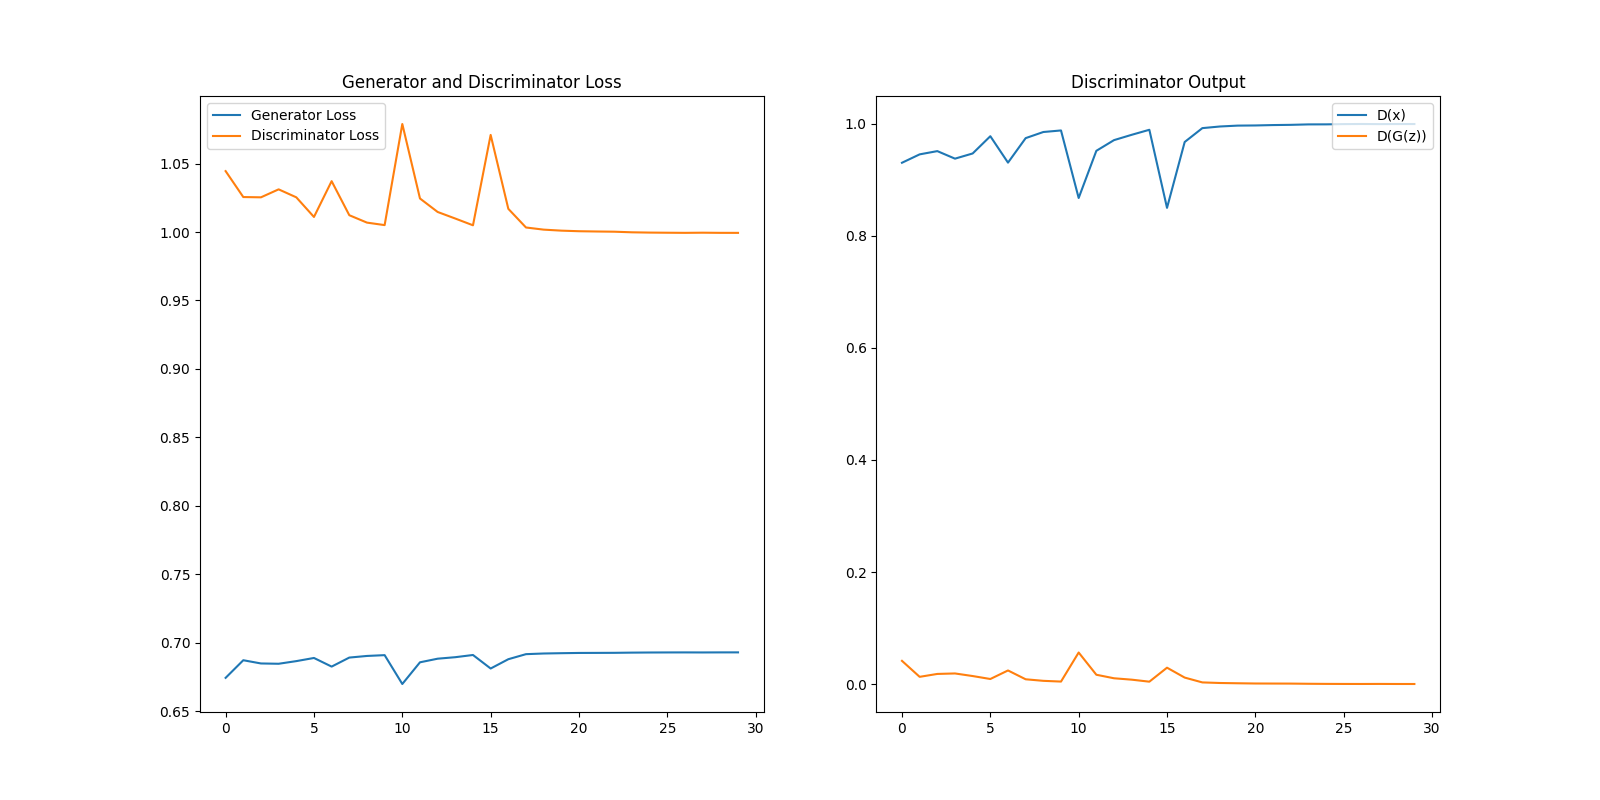 Generator and Discriminator Loss
Generator Loss
Discriminator Loss
1.05
1.00
0.95
0.90
0.85
0.80
0.75
0.70
0.65
0 5 10 15 20 25 30
Discriminator Output
D(x)
D(G(z))
1.0
0.8
0.6
0.4
0.2
0.0
0 5 10 15 20 25 30